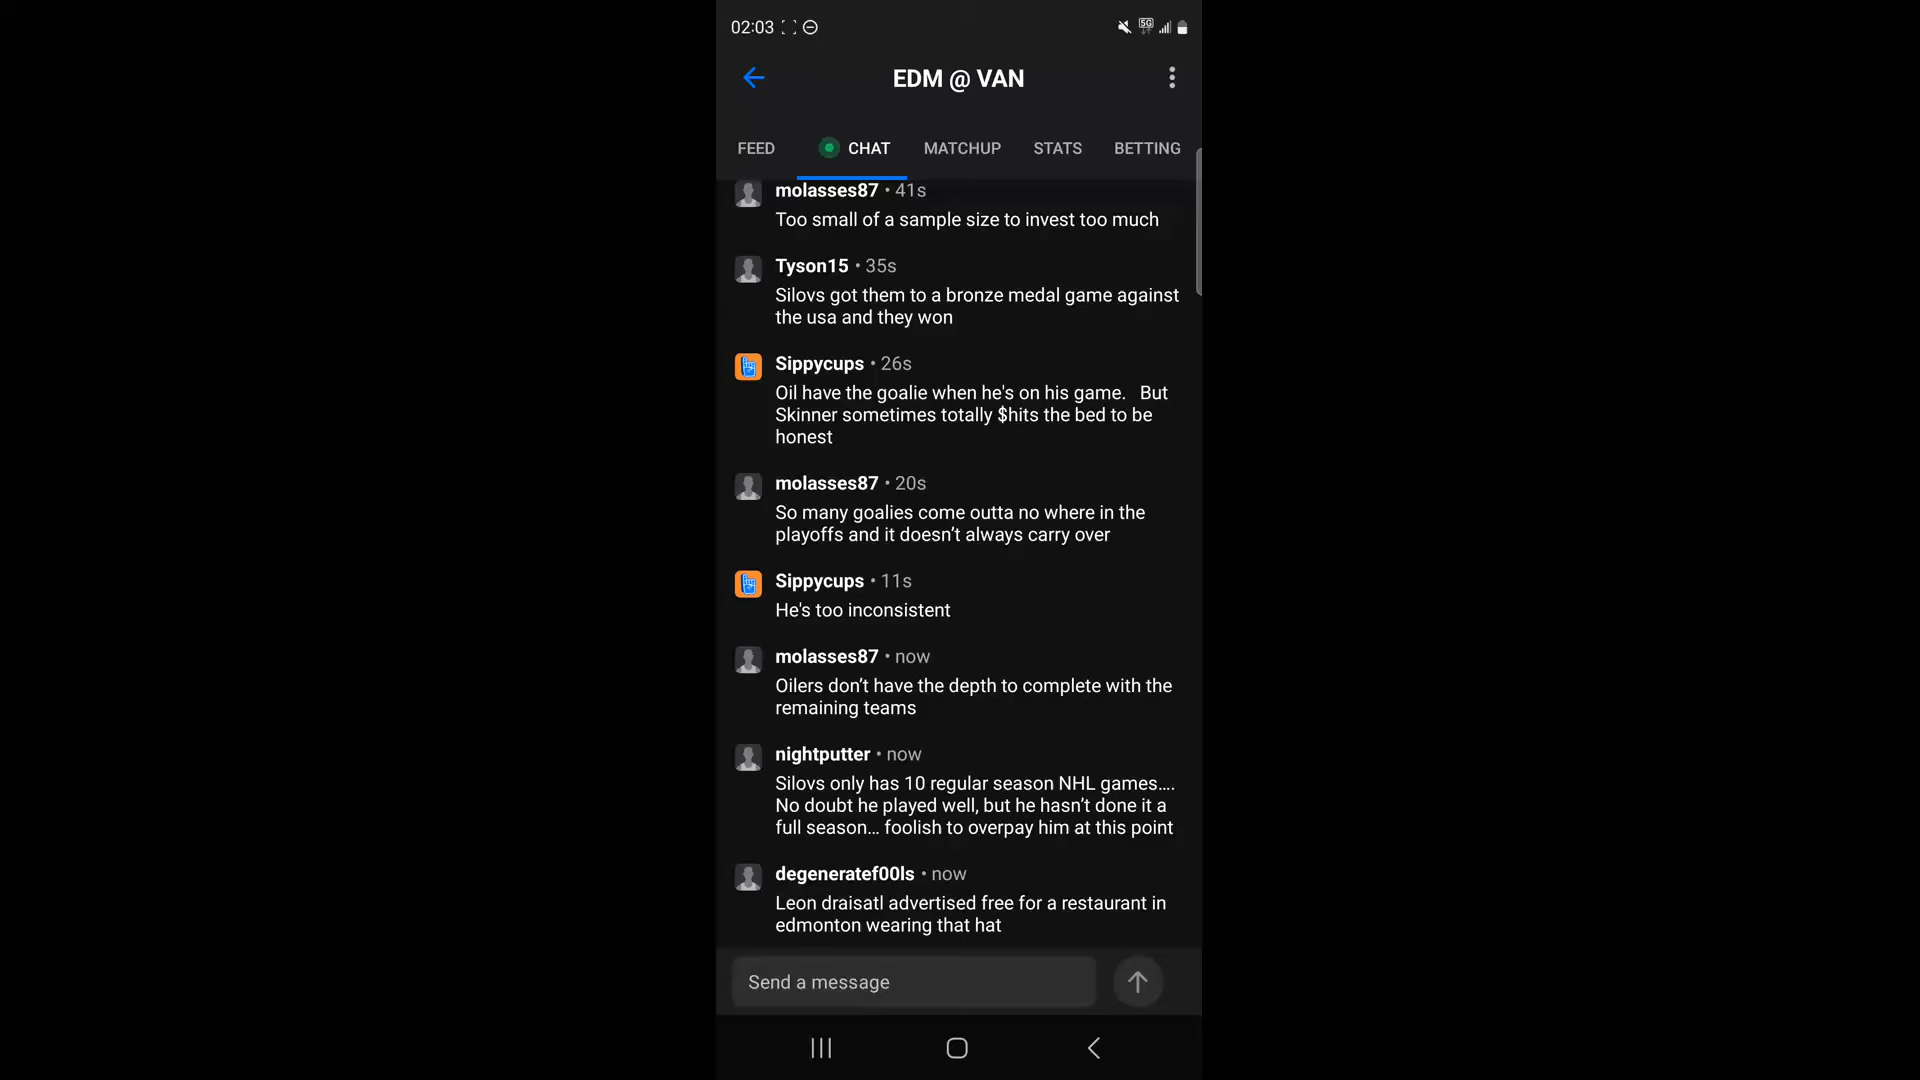 02:03
5G
EDM @ VAN
FEED
CHAT
MATCHUP
STATS
BETTING
molasses87 • 41s
Too small of a sample size to invest too much
Tyson15 • 35s
Silovs got them to a bronze medal game against
the usa and they won
Sippycups • 26s
Oil have the goalie when he's on his game.   But
Skinner sometimes totally $hits the bed to be
honest
molasses87 • 20s
So many goalies come outta no where in the
playoffs and it doesn’t always carry over
Sippycups • 11s
He's too inconsistent
molasses87 • now
Oilers don’t have the depth to complete with the
remaining teams
nightputter • now
Silovs only has 10 regular season NHL games….
No doubt he played well, but he hasn’t done it a
full season… foolish to overpay him at this point
degeneratef00ls • now
Leon draisatl advertised free for a restaurant in
edmonton wearing that hat
Send a message